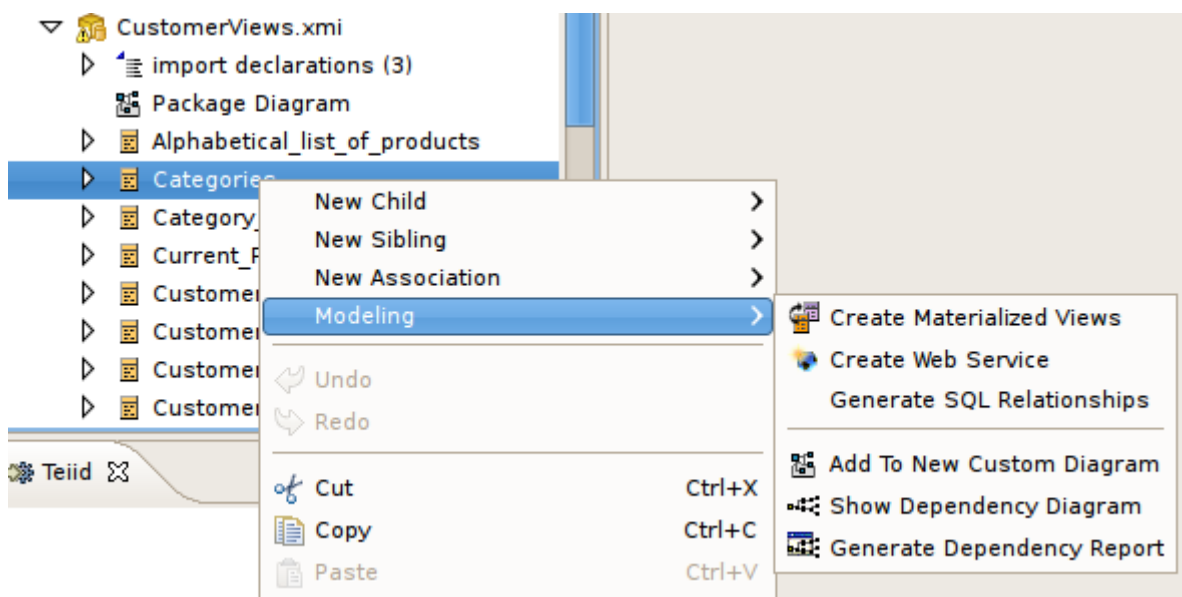 CustomerViews.xmi
import declarations (3)
Package Diagram
Alphabetical_list_of_products
Categories
Category_
Current_P
Customer
Customer
Customer
Customer
Teiid
New Child
New Sibling
New Association
Modeling
Undo
Redo
Cut Ctrl+X
Copy Ctrl+C
Paste Ctrl+V
Create Materialized Views
Create Web Service
Generate SQL Relationships
Add To New Custom Diagram
Show Dependency Diagram
Generate Dependency Report